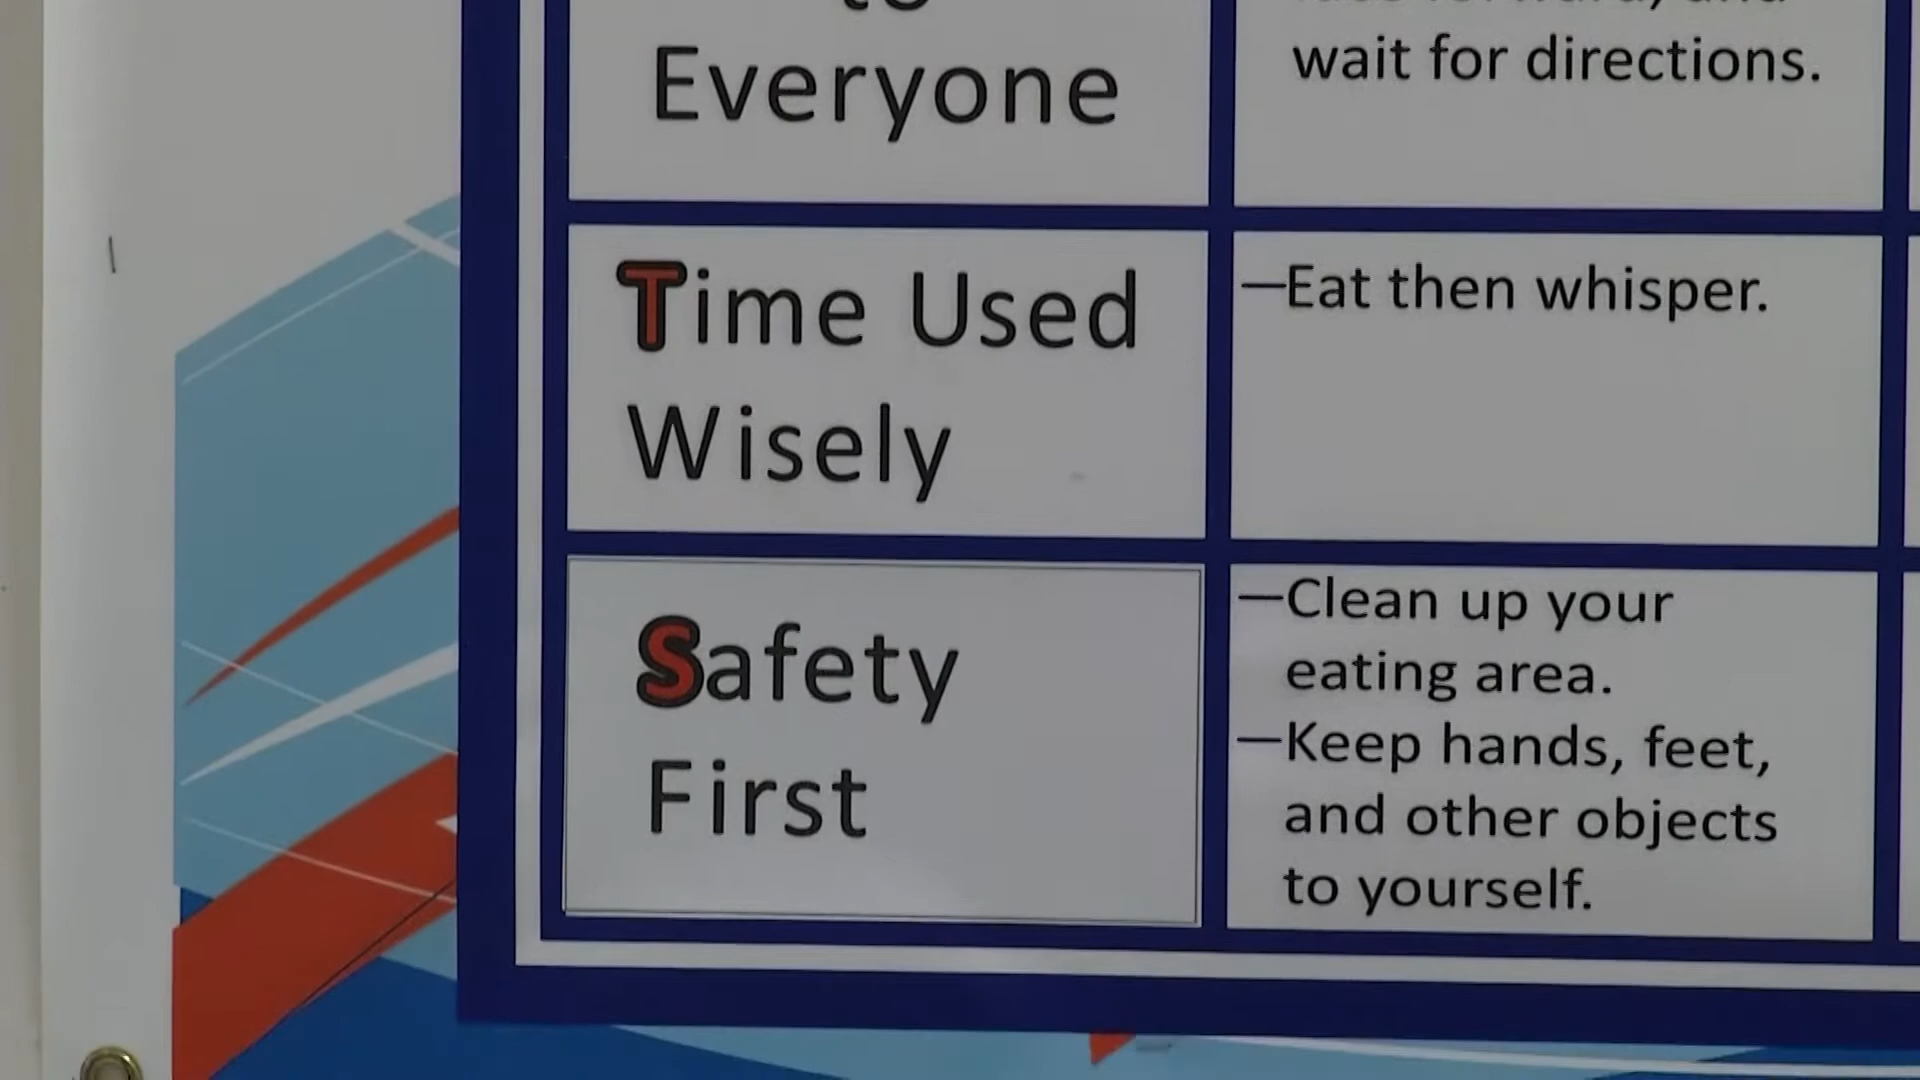 to
Everyone
wait for directions.
Time Used
Wisely
—Eat then whisper.
Safety
First
—Clean up your
eating area.
—Keep hands, feet,
and other objects
to yourself.